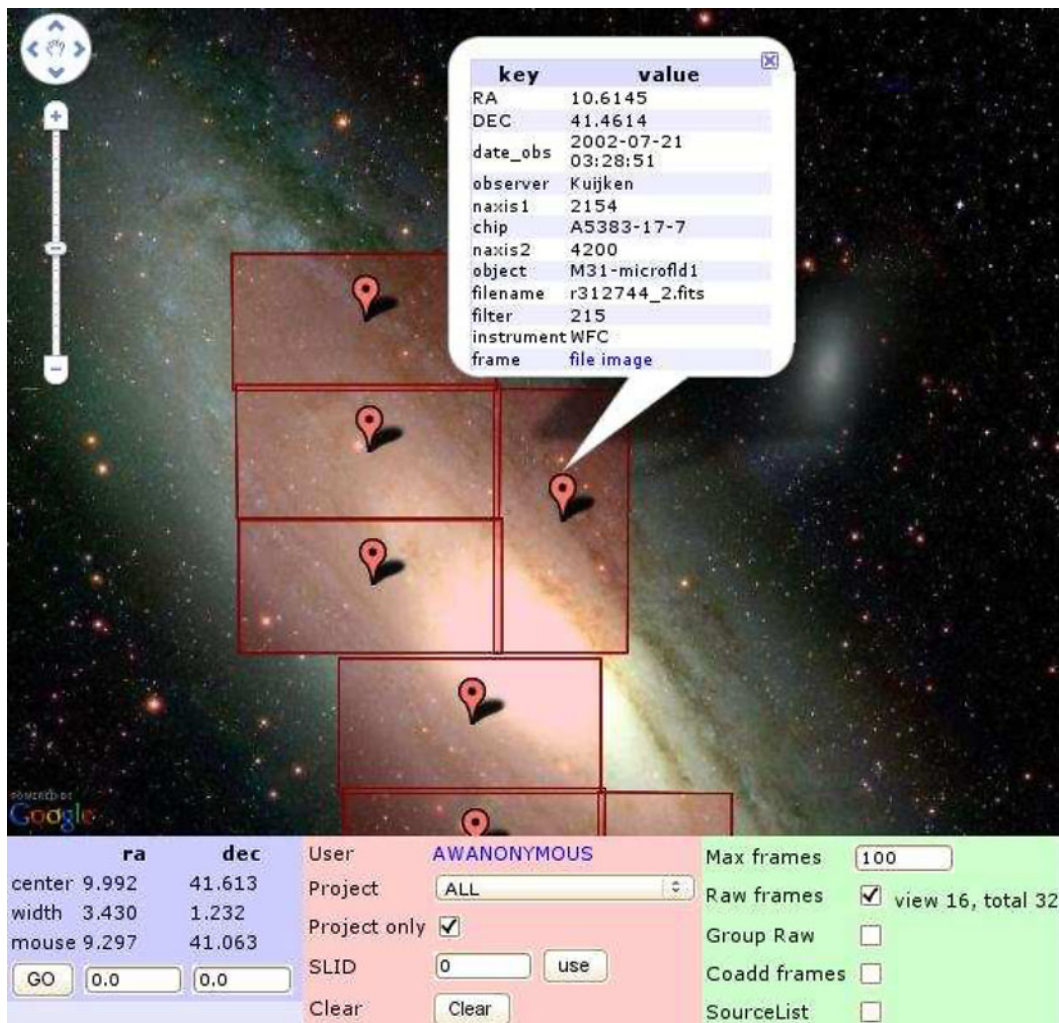 key value
RA 10.6145
DEC 41.4614
date_obs 2002-07-21
03:28:51
observer Kuijken
naxis1 2154
chip A5383-17-7
naxis2 4200
object M31-microfld1
filename r312744_2.fits
filter 215
instrument WFC
frame file image
POWERED BY
Google
ra dec
center 9.992 41.613
width 3.430 1.232
mouse 9.297 41.063
GO 0.0 0.0
User AWANONYMOUS
Project ALL
Project only
SLID 0 use
Clear Clear
Max frames 100
Raw frames view 16, total 32
Group Raw
Coadd frames
SourceList